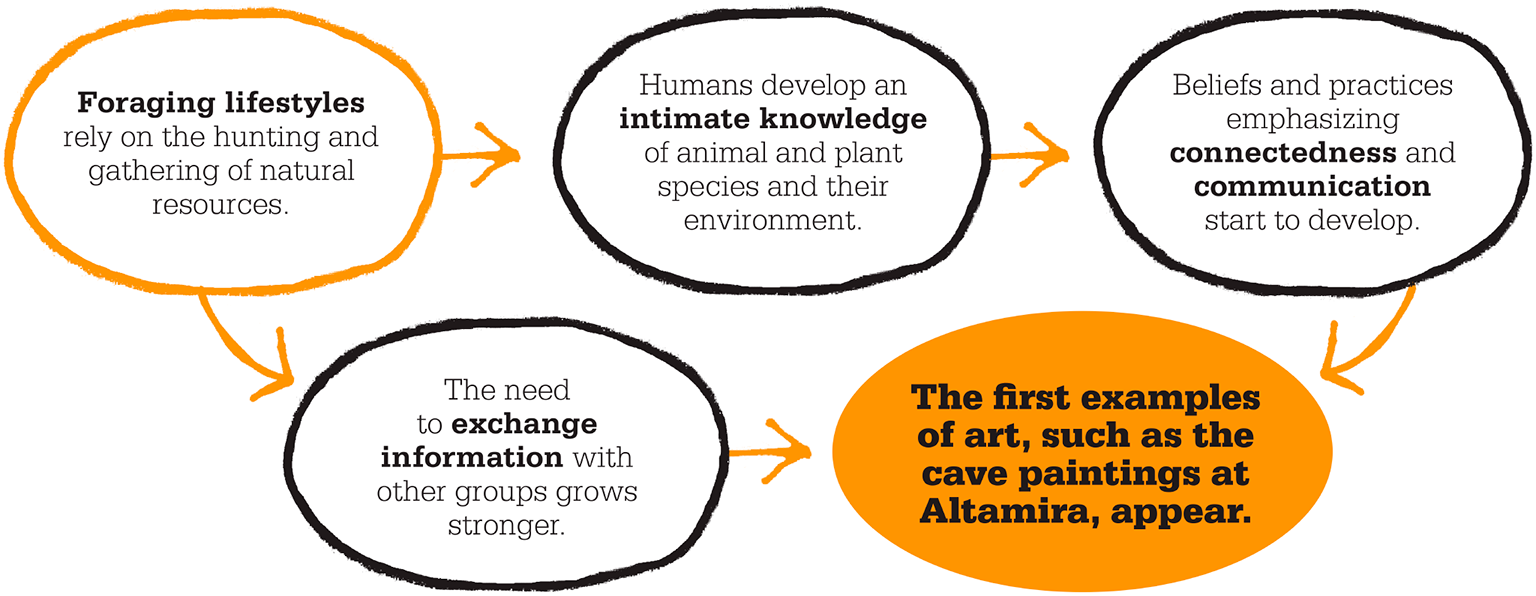 Foraging lifestyles
rely on the hunting and
gathering of natural
resources.
Humans develop an
intimate knowledge
of animal and plant
species and their
environment.
Beliefs and practices
emphasizing
connectedness and
communication
start to develop.
The need
to exchange
information with
other groups grows
stronger.
The first examples
of art, such as the
cave paintings at
Altamira, appear.